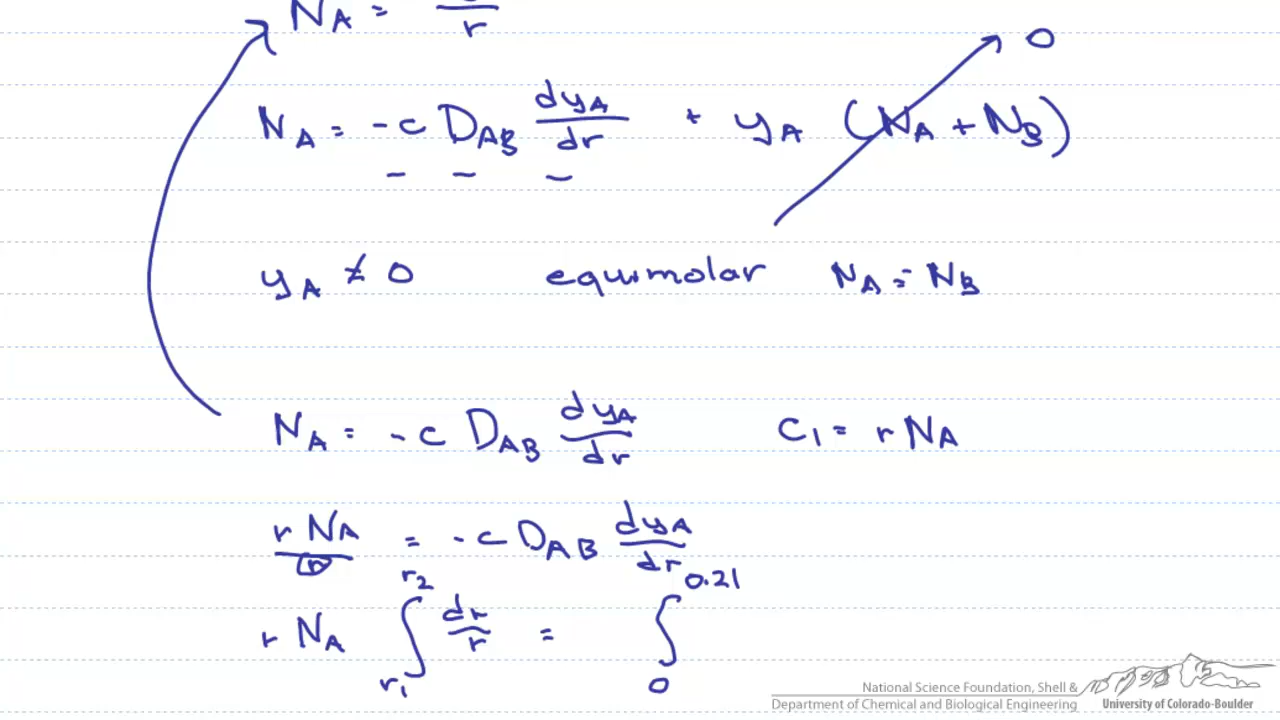 N_A = /r
N_A = -c D_AB dy_A/dr + y_A (N_A + N_B) 0
y_A ≠ 0 equimolar N_A = N_B
N_A = -c D_AB dy_A/dr C_1 = r N_A
r N_A/r = -c D_AB dy_A/dr
r N_A ∫_{r_1}^{r_2} dr/r = ∫_0^{0.21}
National Science Foundation, Shell &
Department of Chemical and Biological Engineering University of Colorado-Boulder